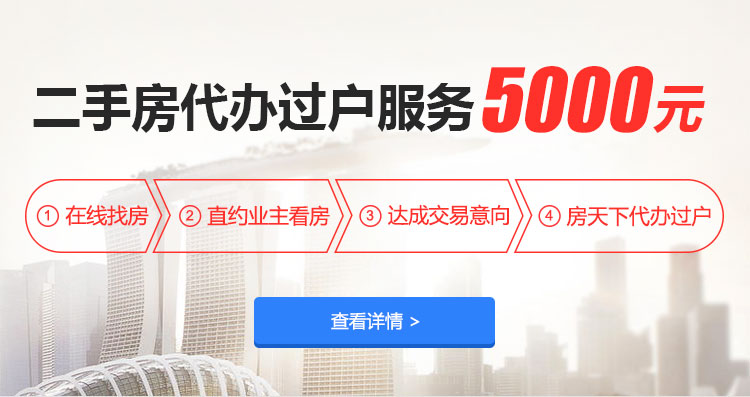 二手房代办过户服务5000元
① 在线找房 ② 直约业主看房 ③ 达成交易意向 ④ 房天下代办过户
查看详情 >